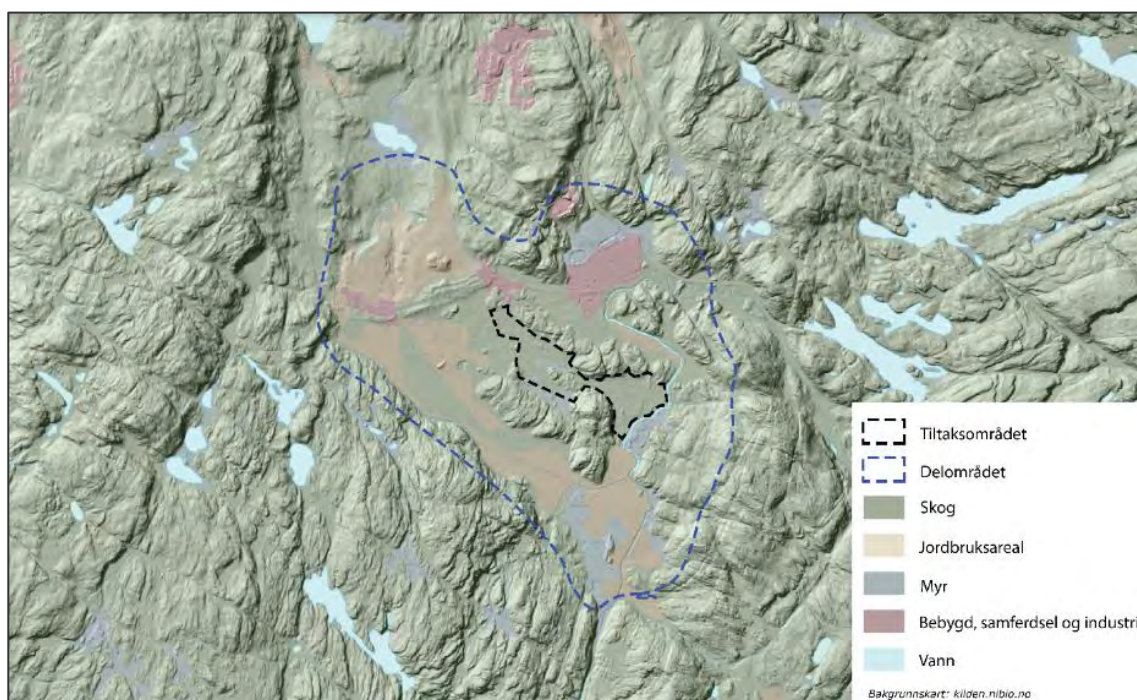 Tiltaksområdet
Delområdet
Skog
Jordbruksareal
Myr
Bebygd, samferdsel og industri
Vann
Bakgrunnskart: kilden.nibio.no